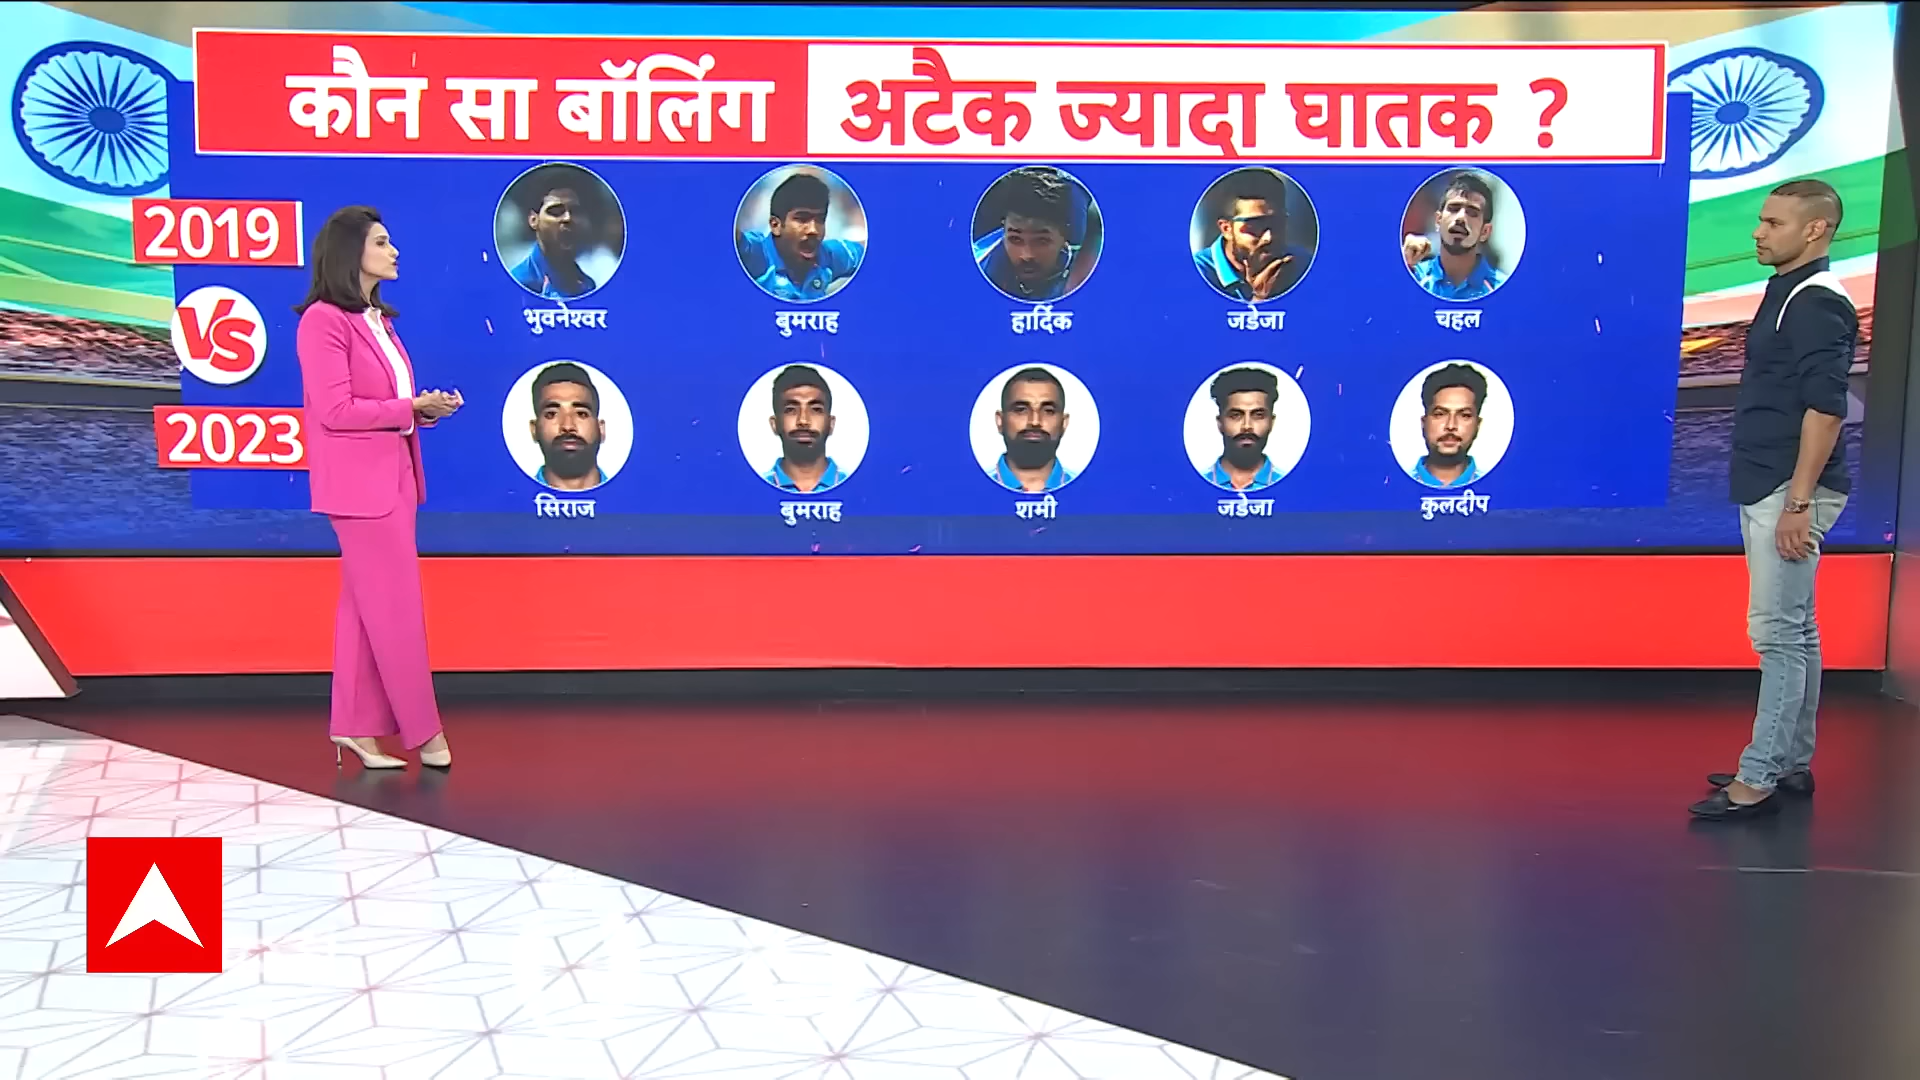 कौन सा बॉलिंग अटैक ज्यादा घातक ?
2019
भुवनेश्वर बुमराह हार्दिक जडेजा चहल
VS
2023
सिराज बुमराह शमी जडेजा कुलदीप